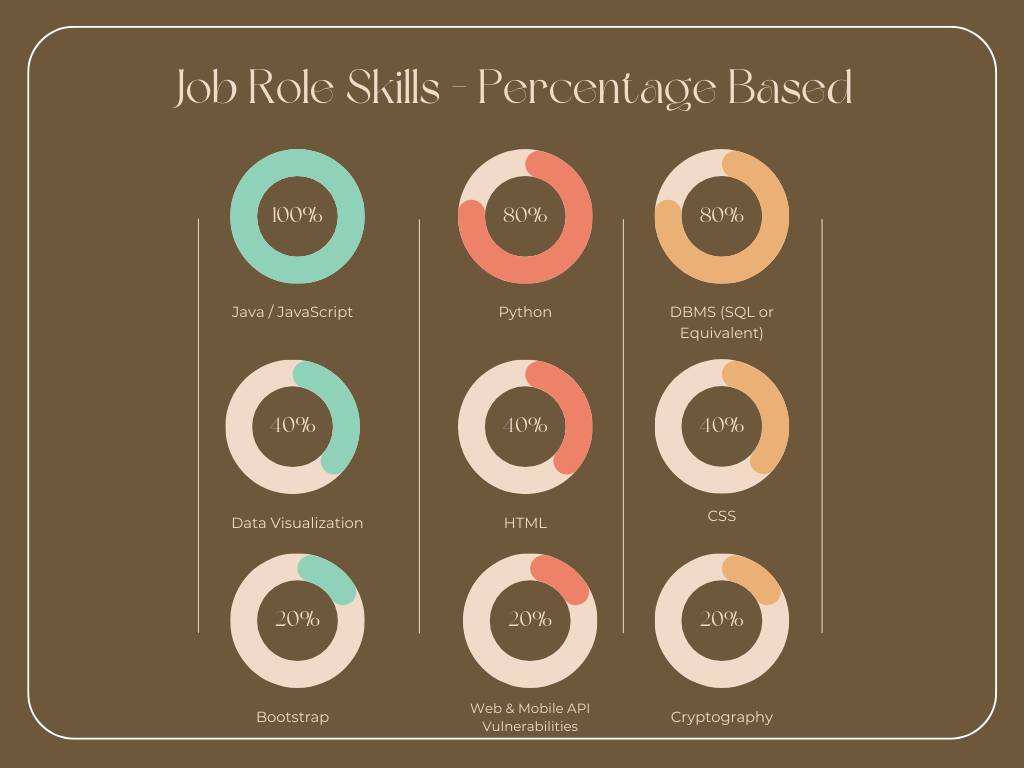 Job Role Skills - Percentage Based
100%
80%
80%
Java / JavaScript
Python
DBMS (SQL or
Equivalent)
40%
40%
40%
Data Visualization
HTML
CSS
20%
20%
20%
Bootstrap
Web & Mobile API
Vulnerabilities
Cryptography